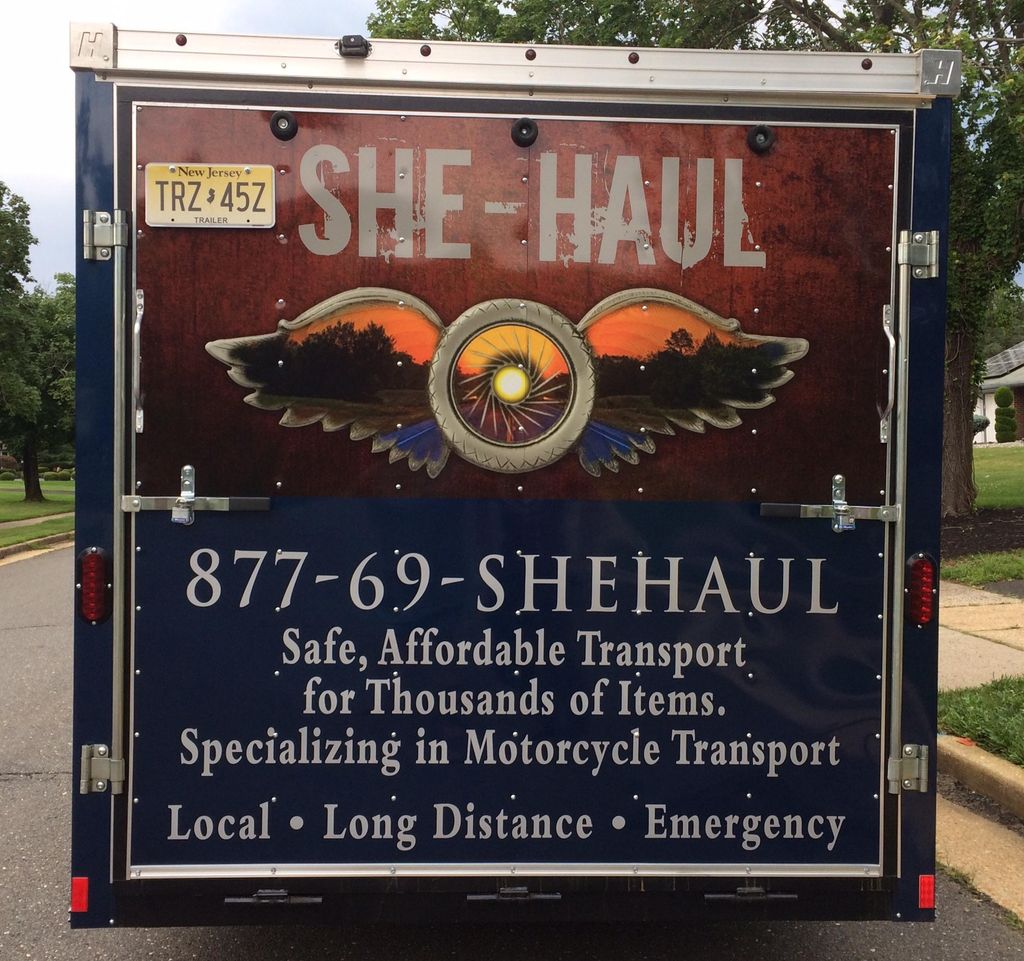 H
H
New Jersey
TRZ 45Z
TRAILER
SHE-HAUL
877-69-SHEHAUL
Safe, Affordable Transport
for Thousands of Items.
Specializing in Motorcycle Transport
Local • Long Distance • Emergency